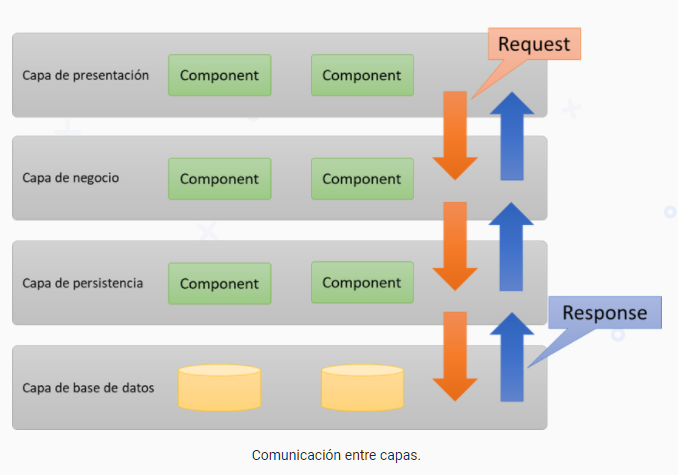 Request
Capa de presentación
Component
Component
Capa de negocio
Component
Component
Capa de persistencia
Component
Component
Response
Capa de base de datos
Comunicación entre capas.